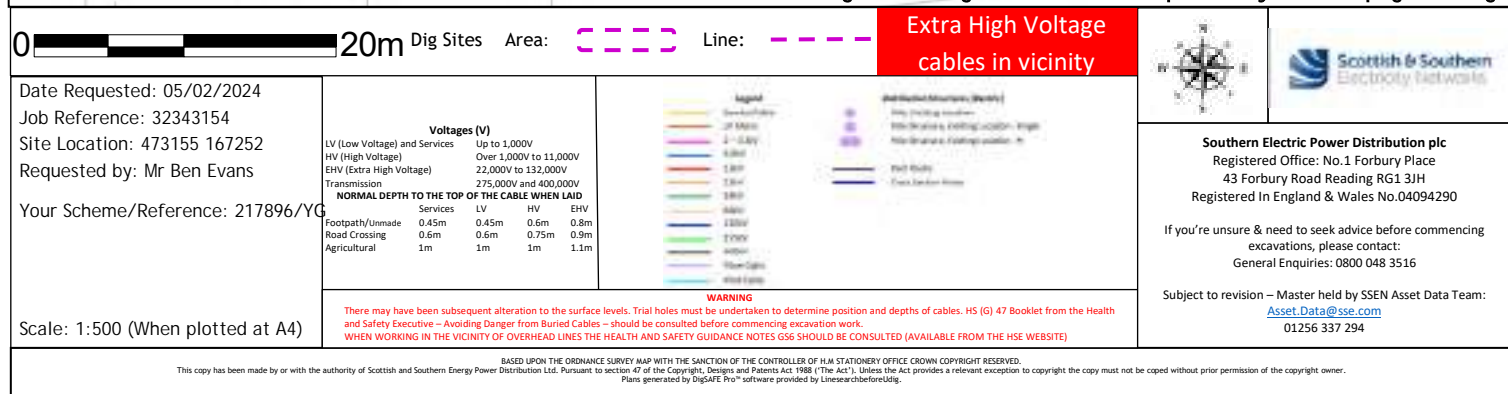 0 20m Dig Sites Area: Line:
Extra High Voltage
cables in vicinity
W E
Scottish & Southern
Electricity Networks
Date Requested: 05/02/2024
Job Reference: 32343154
Site Location: 473155 167252
Requested by: Mr Ben Evans
Your Scheme/Reference: 217896/YG
Scale: 1:500 (When plotted at A4)
Voltages (V)
LV (Low Voltage) and Services Up to 1,000V
HV (High Voltage) Over 1,000V to 11,000V
EHV (Extra High Voltage) 22,000V to 132,000V
Transmission 275,000V and 400,000V
NORMAL DEPTH TO THE TOP OF THE CABLE WHEN LAID
Services LV HV EHV
Footpath/Unmade 0.45m 0.45m 0.6m 0.8m
Road Crossing 0.6m 0.6m 0.75m 0.9m
Agricultural 1m 1m 1m 1.1m
Legend
LV Mains
WARNING
There may have been subsequent alteration to the surface levels. Trial holes must be undertaken to determine position and depths of cables. HS (G) 47 Booklet from the Health
and Safety Executive – Avoiding Danger from Buried Cables – should be consulted before commencing excavation work.
WHEN WORKING IN THE VICINITY OF OVERHEAD LINES THE HEALTH AND SAFETY GUIDANCE NOTES GS6 SHOULD BE CONSULTED (AVAILABLE FROM THE HSE WEBSITE)
Southern Electric Power Distribution plc
Registered Office: No.1 Forbury Place
43 Forbury Road Reading RG1 3JH
Registered In England & Wales No.04094290
If you're unsure & need to seek advice before commencing
excavations, please contact:
General Enquiries: 0800 048 3516
Subject to revision – Master held by SSEN Asset Data Team:
Asset.Data@sse.com
01256 337 294
BASED UPON THE ORDNANCE SURVEY MAP WITH THE SANCTION OF THE CONTROLLER OF H.M STATIONERY OFFICE CROWN COPYRIGHT RESERVED.
This copy has been made by or with the authority of Scottish and Southern Energy Power Distribution Ltd. Pursuant to section 47 of the Copyright, Designs and Patents Act 1988 ('The Act'). Unless the Act provides a relevant exception to copyright the copy must not be coped without prior permission of the copyright owner.
Plans generated by DigSAFE Pro™ software provided by LinesearchbeforeUdig.